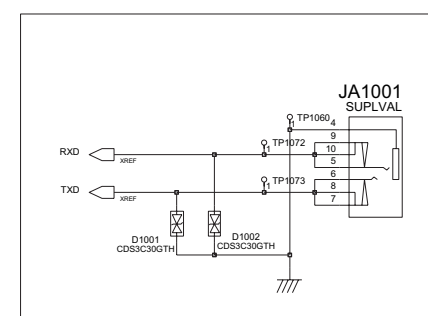 JA1001
SUPLVAL
TP1060
1
4
9
TP1072
1
10
RXD
XREF
5
6
TP1073
1
8
TXD
XREF
7
D1001
CDS3C30GTH
D1002
CDS3C30GTH